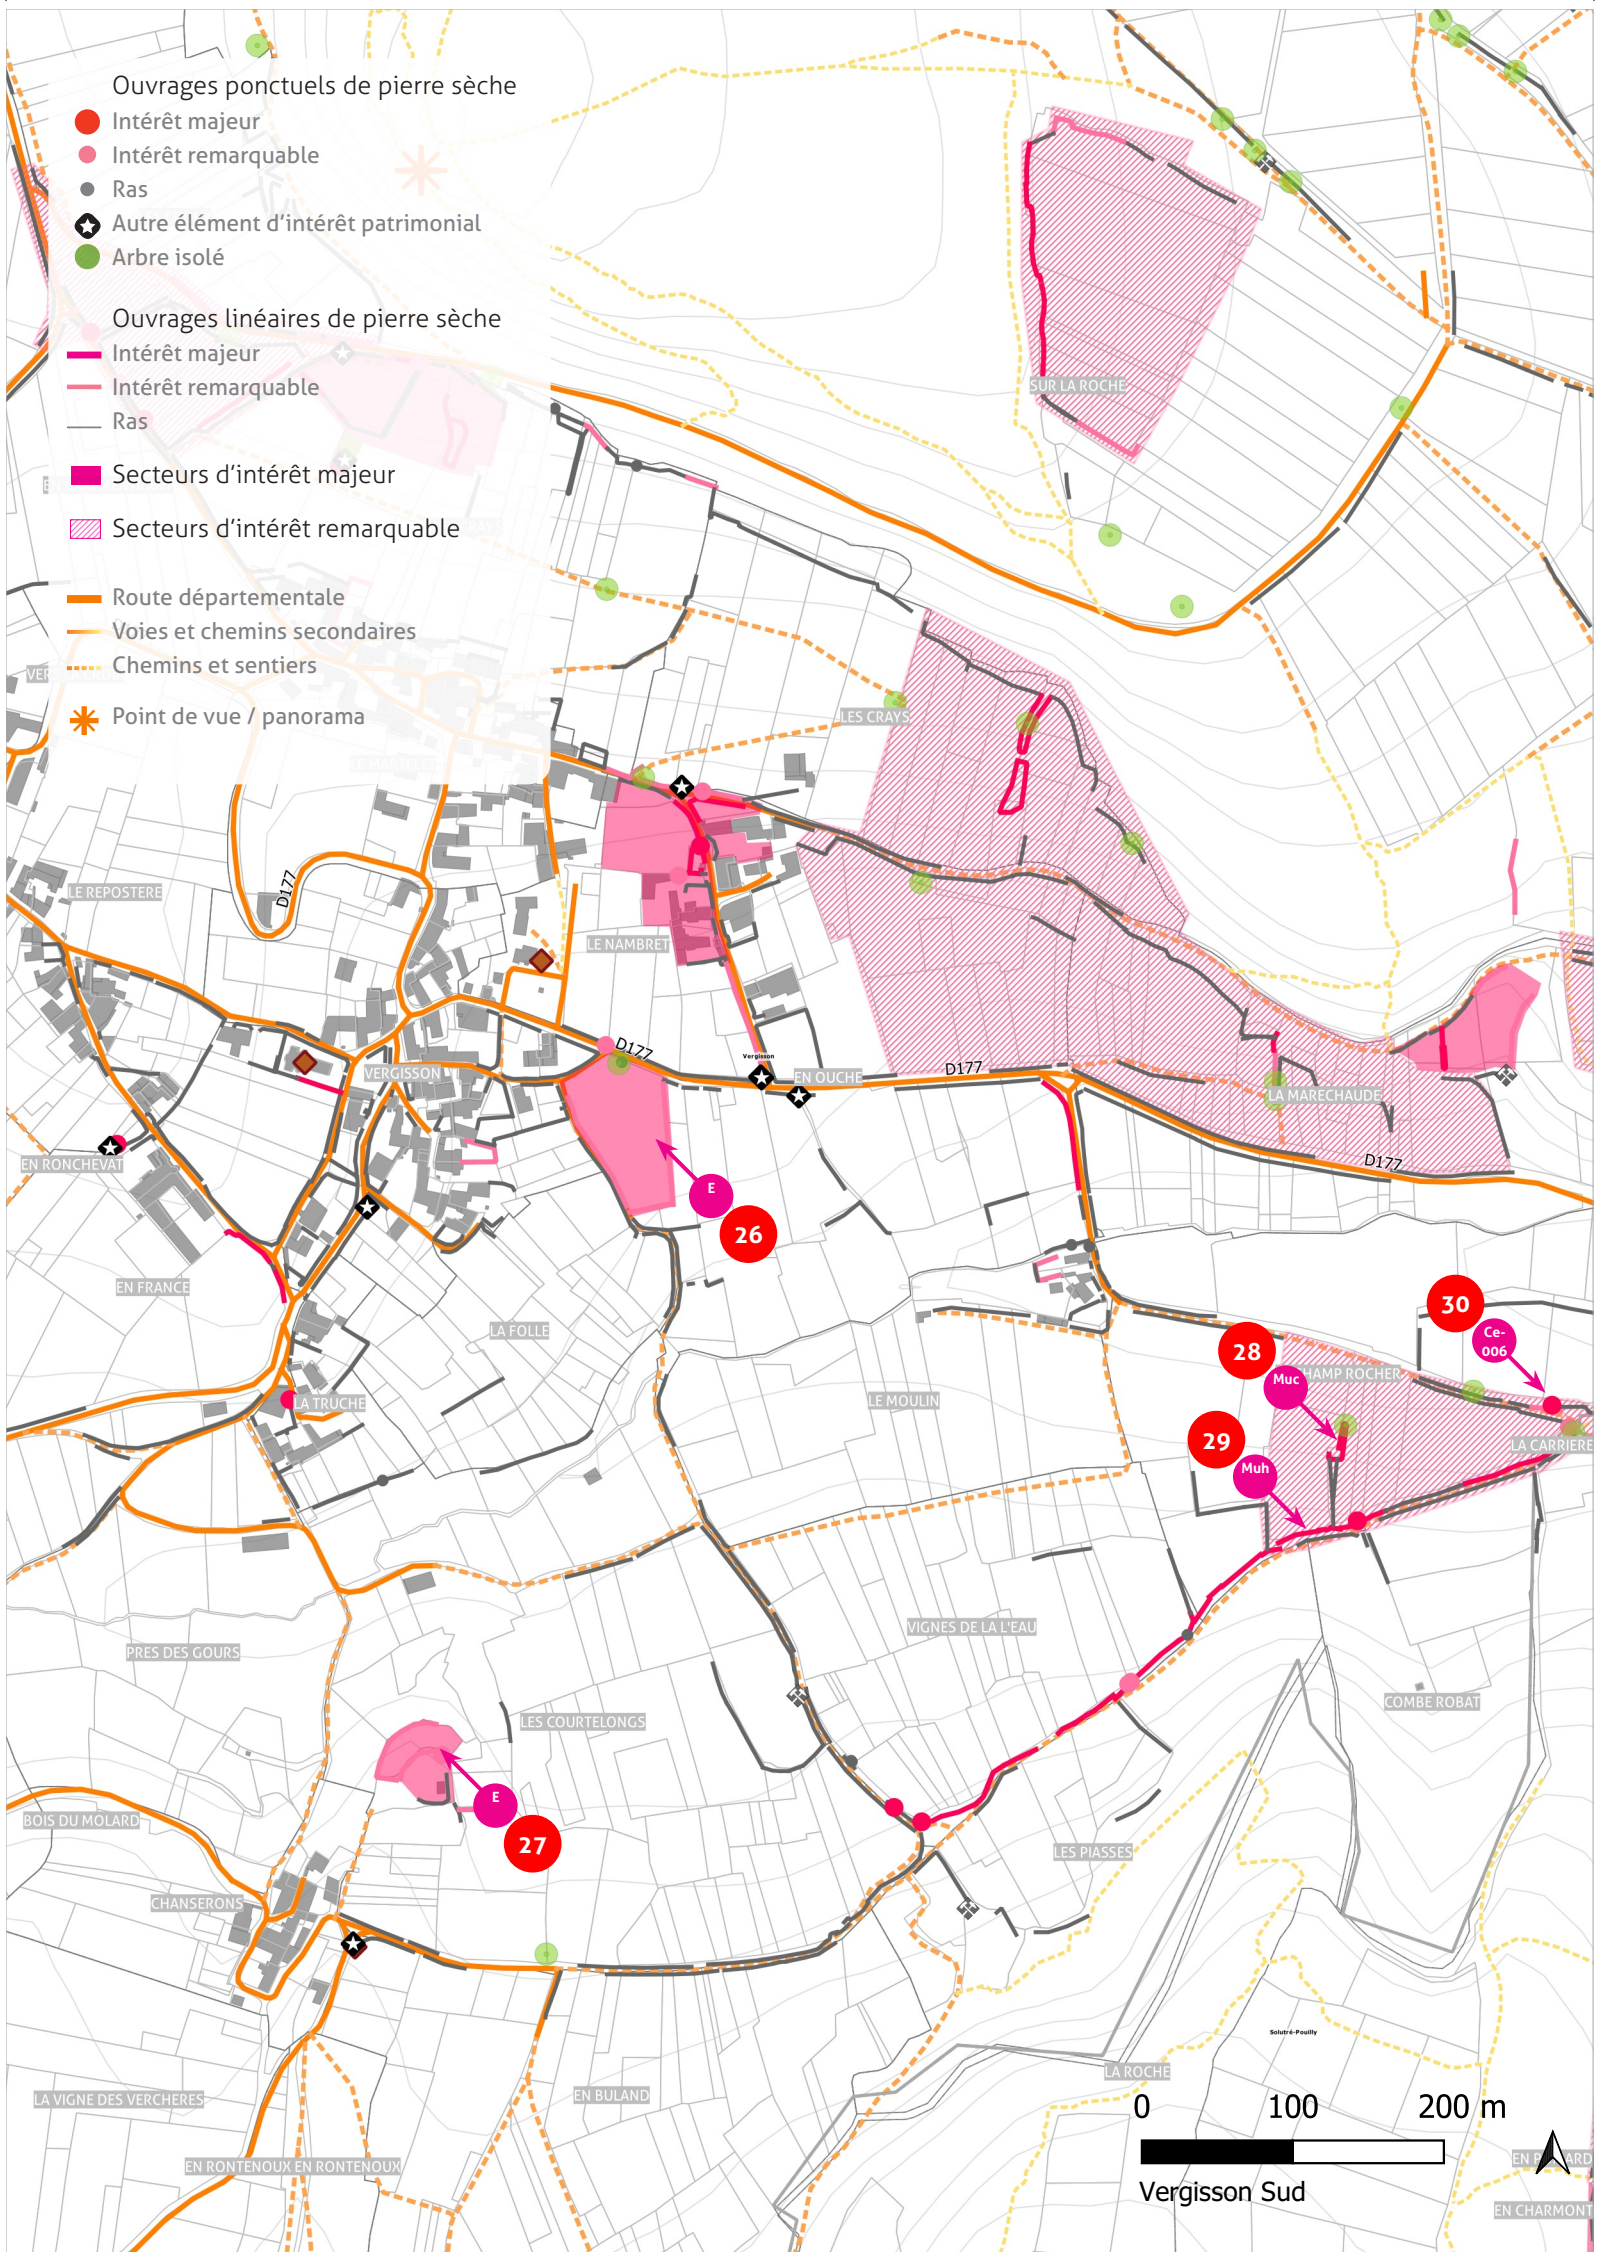 Ouvrages ponctuels de pierre sèche
Intérêt majeur
Intérêt remarquable
Ras
Autre élément d'intérêt patrimonial
Arbre isolé
Ouvrages linéaires de pierre sèche
Intérêt majeur
Intérêt remarquable
Ras
Secteurs d'intérêt majeur
Secteurs d'intérêt remarquable
Route départementale
Voies et chemins secondaires
Chemins et sentiers
Point de vue / panorama
SUR LA ROCHE
LES CRAYS
LE MARTELET
LE REPOSTERE
D177
LE NAMBRET
D177
Vergisson
EN OUCHE
D177
VERGISSON
LA MARECHAUDE
D177
EN RONCHEVAT
E
26
EN FRANCE
LA FOLLE
30
Ce-
006
28
Muc
CHAMP ROCHER
LE MOULIN
LA TRUCHE
29
Muh
LA CARRIERE
VIGNES DE LA L'EAU
PRES DES GOURS
COMBE ROBAT
LES COURTELONGS
E
27
BOIS DU MOLARD
LES PIASSES
CHANSERONS
Solutré-Pouilly
LA ROCHE
EN BULAND
LA VIGNE DES VERCHERES
0 100 200 m
EN RONTENOUX EN RONTENOUX
Vergisson Sud
EN CHARMONT